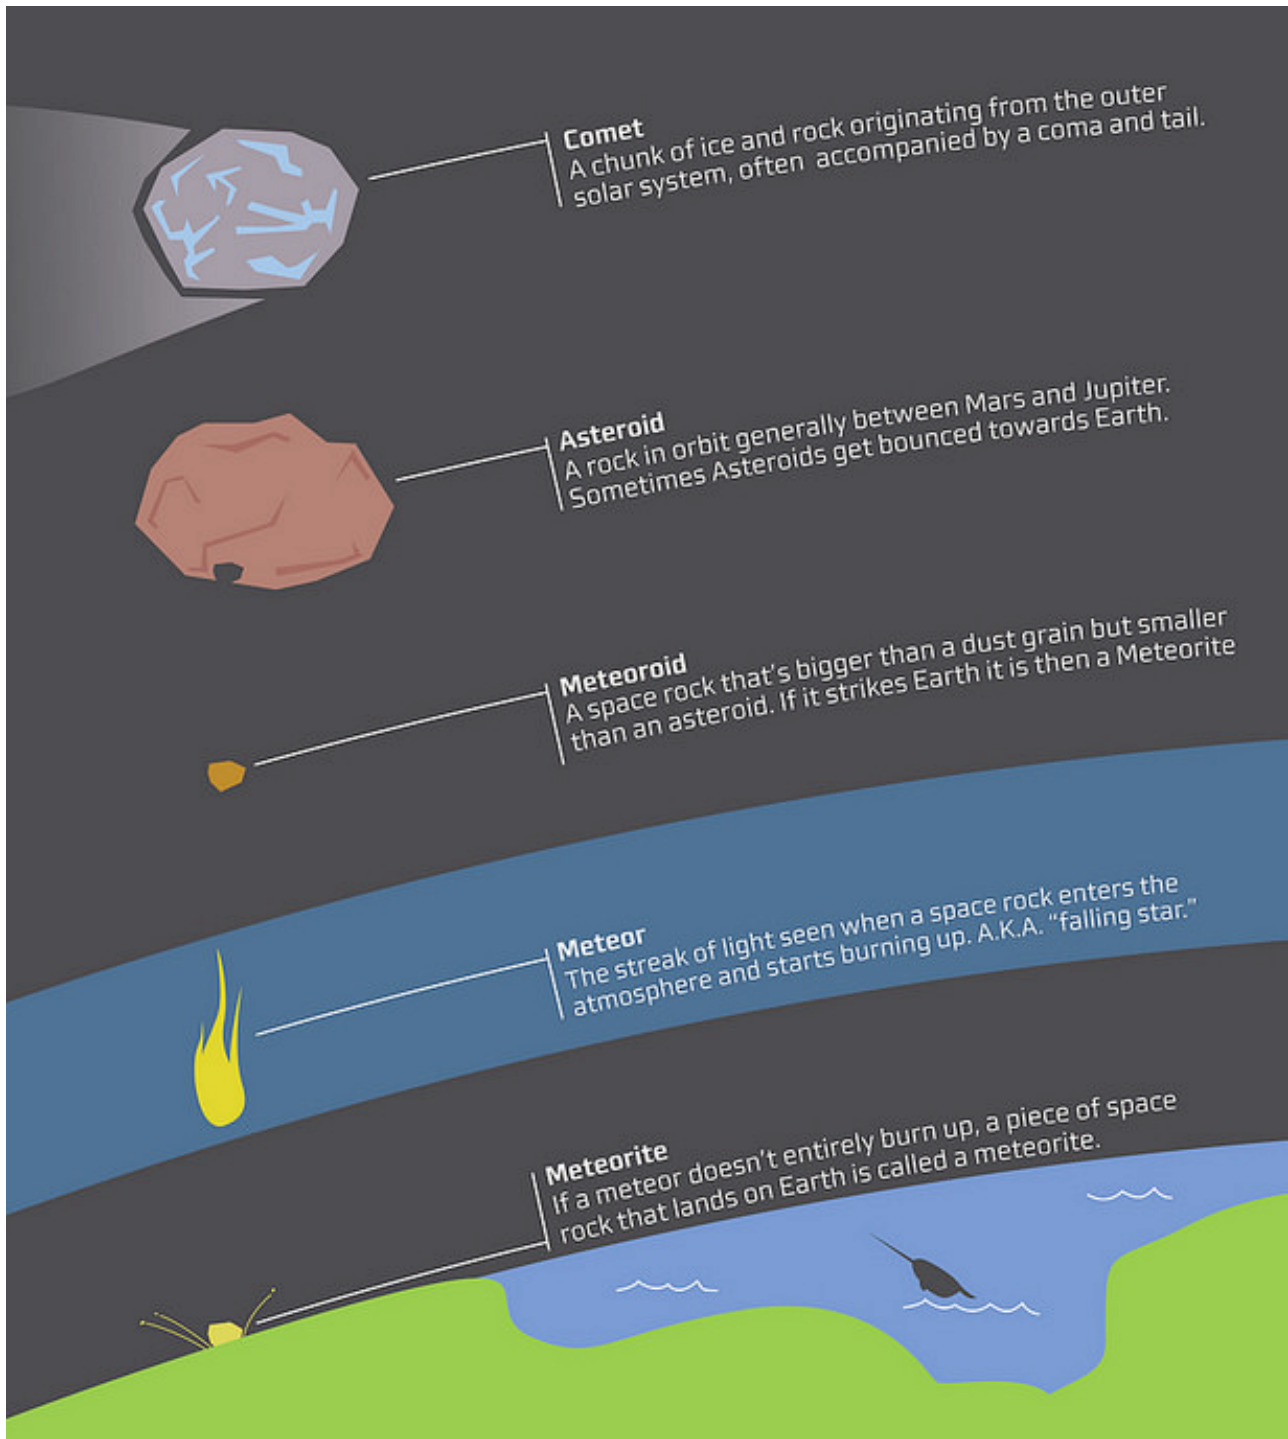 Comet
A chunk of ice and rock originating from the outer
solar system, often accompanied by a coma and tail.
Asteroid
A rock in orbit generally between Mars and Jupiter.
Sometimes Asteroids get bounced towards Earth.
Meteoroid
A space rock that's bigger than a dust grain but smaller
than an asteroid. If it strikes Earth it is then a Meteorite
Meteor
The streak of light seen when a space rock enters the
atmosphere and starts burning up. A.K.A. “falling star.”
Meteorite
If a meteor doesn't entirely burn up, a piece of space
rock that lands on Earth is called a meteorite.